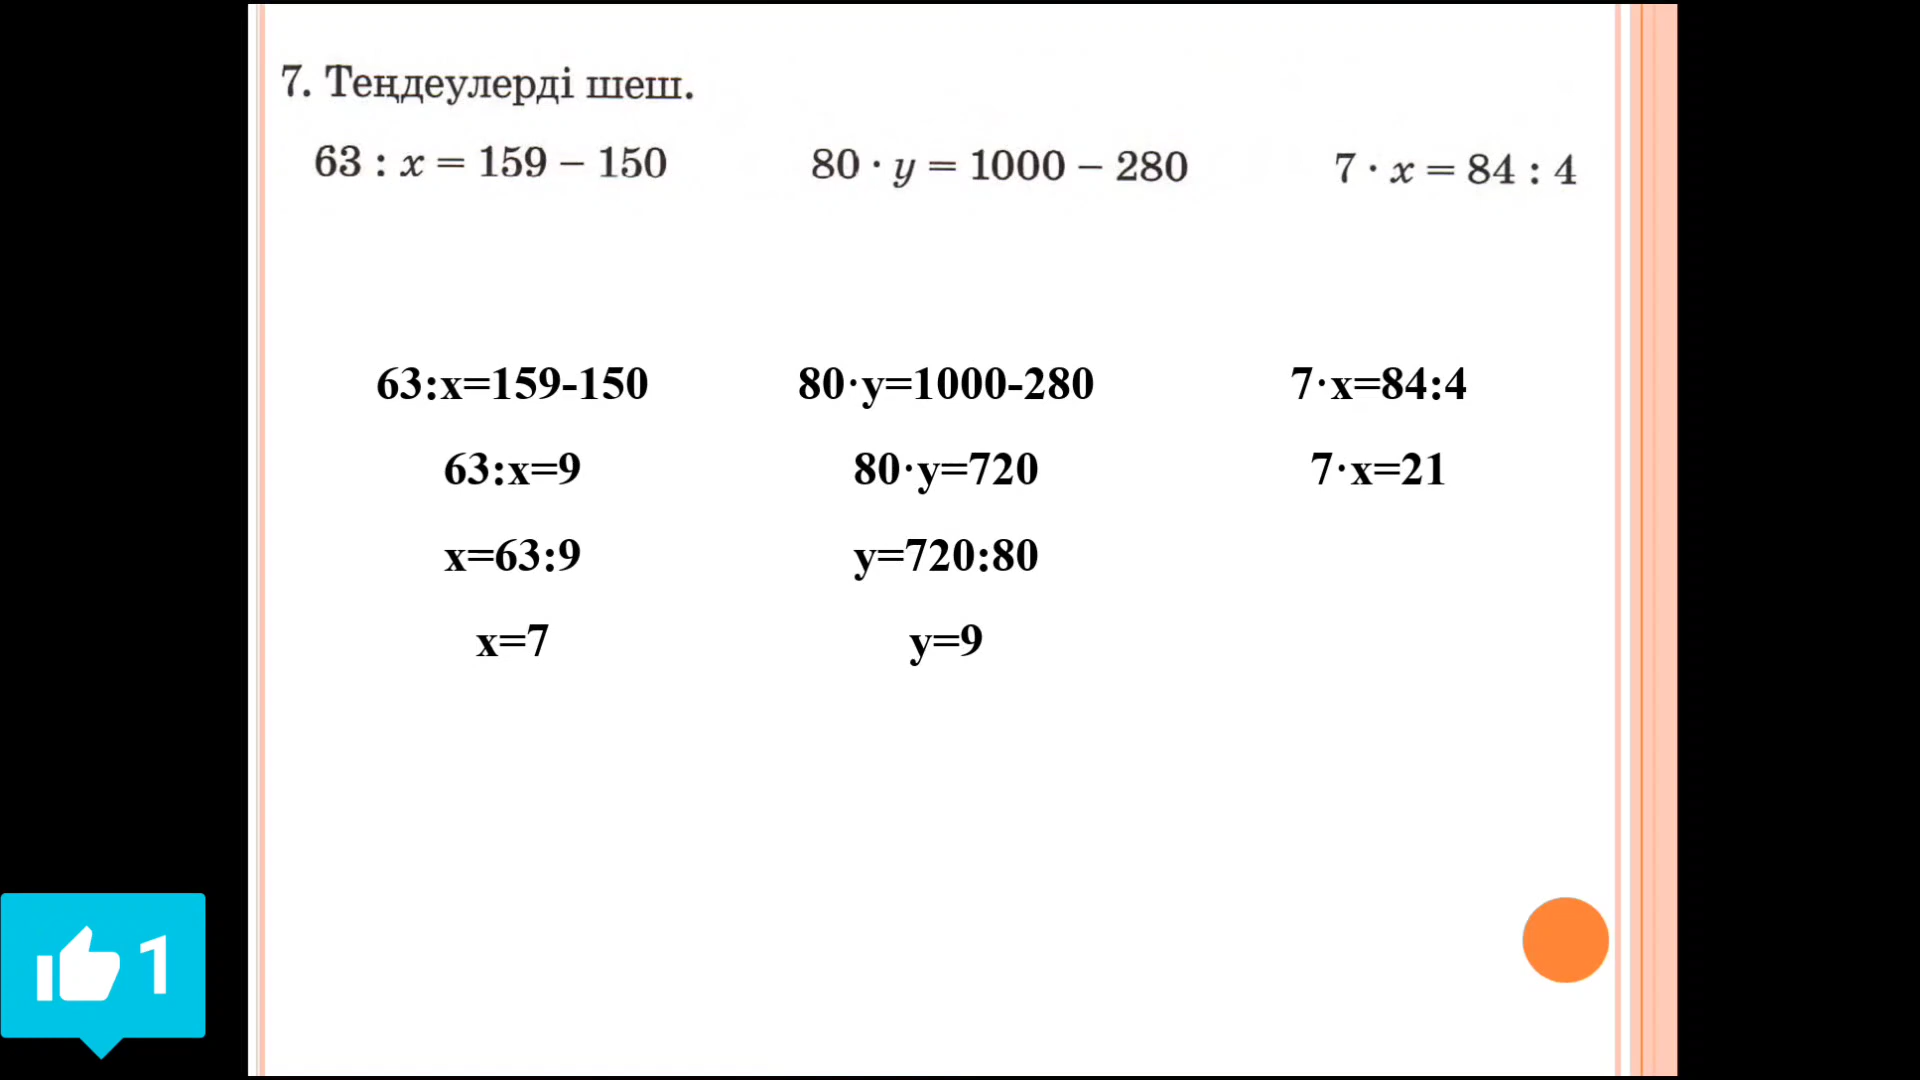 7. Теңдеулерді шеш.
63 : x = 159 – 150
80 · y = 1000 – 280
7 · x = 84 : 4
63:x=159-150
63:x=9
x=63:9
x=7
80·y=1000-280
80·y=720
y=720:80
y=9
7·x=84:4
7·x=21
1